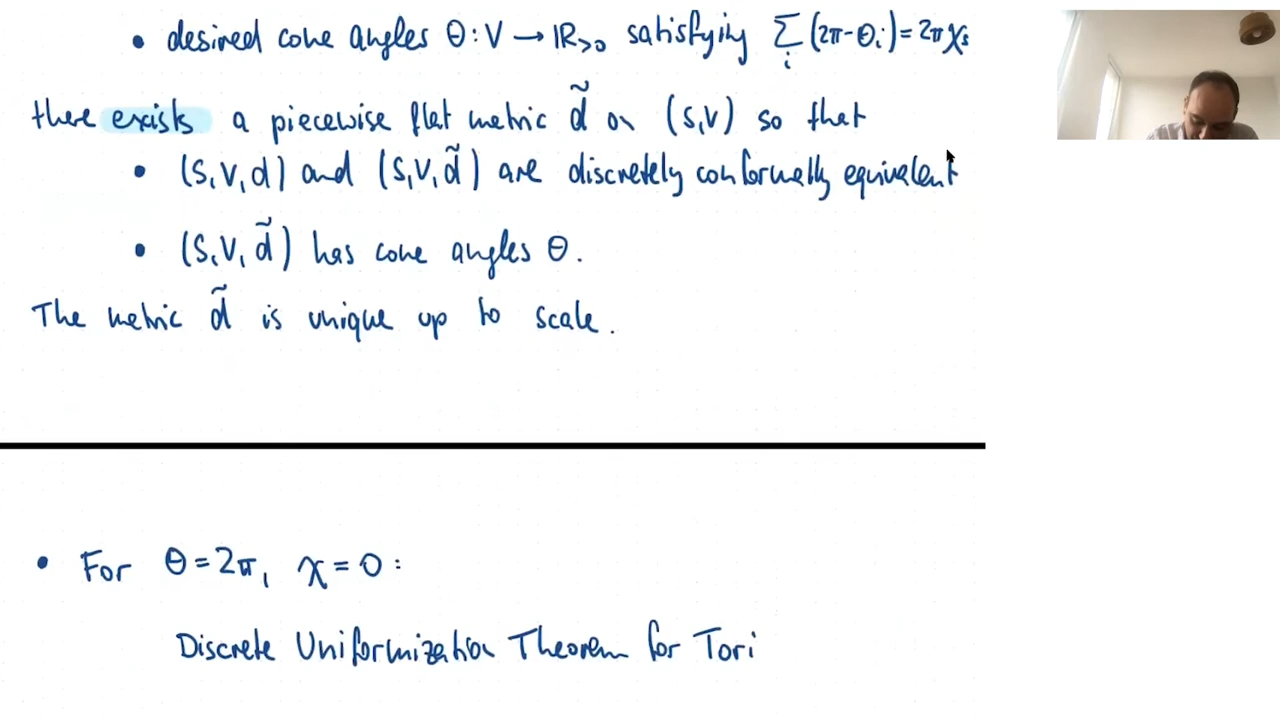 • desired cone angles Θ: V → ℝ>0 satisfying ∑i (2π-Θi) = 2π χs
there exists a piecewise flat metric d̃ on (S,V) so that
• (S,V,d) and (S,V,d̃) are discretely conformally equivalent
• (S,V,d̃) has cone angles Θ.
The metric d̃ is unique up to scale.
• For Θ=2π, χ=0:
Discrete Uniformization Theorem for Tori